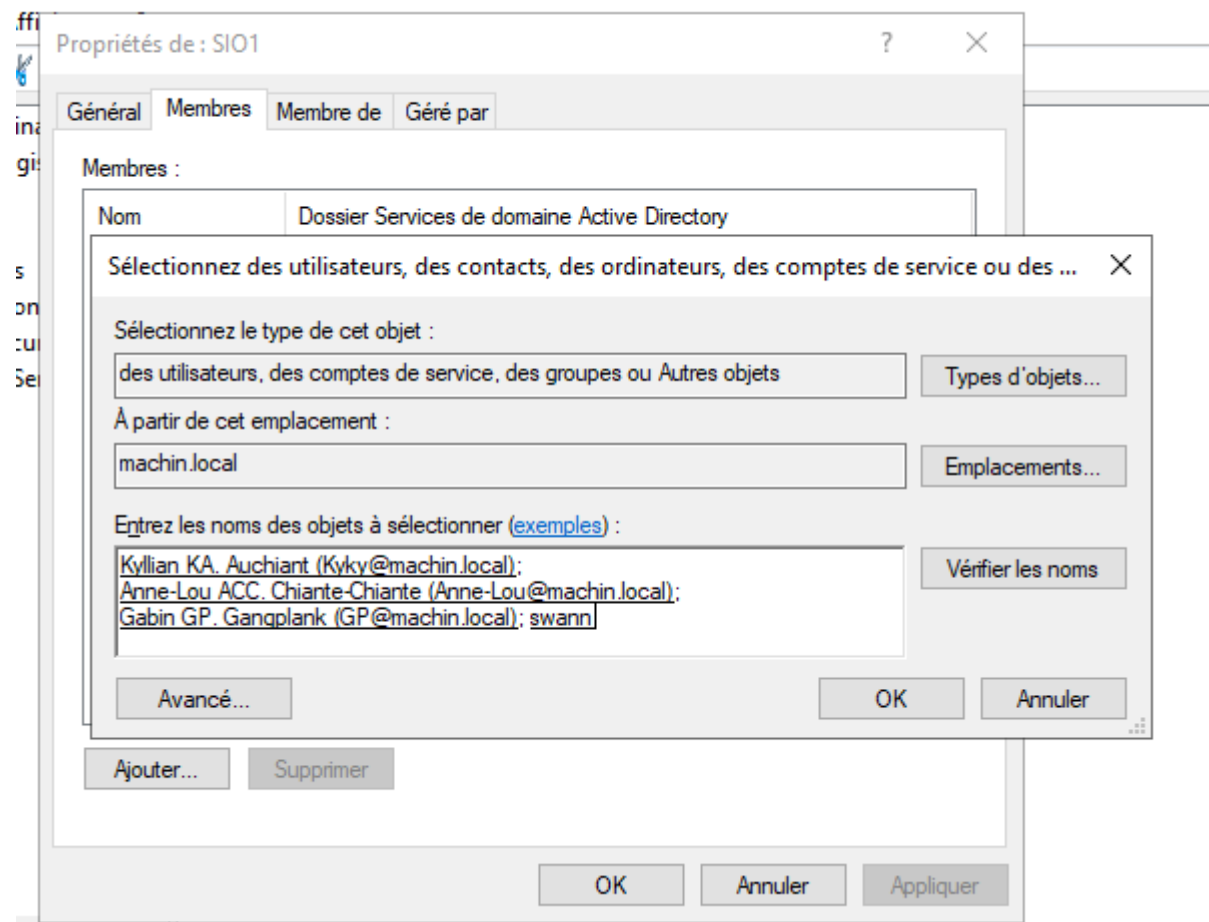 Propriétés de : SIO1
?
Général Membres Membre de Géré par
Membres :
Nom Dossier Services de domaine Active Directory
Sélectionnez des utilisateurs, des contacts, des ordinateurs, des comptes de service ou des ...
Sélectionnez le type de cet objet :
des utilisateurs, des comptes de service, des groupes ou Autres objets
Types d'objets...
À partir de cet emplacement :
machin.local
Emplacements...
Entrez les noms des objets à sélectionner (exemples) :
Kyllian KA. Auchiant (Kyky@machin.local);
Anne-Lou ACC. Chiante-Chiante (Anne-Lou@machin.local);
Gabin GP. Gangplank (GP@machin.local); swann
Vérifier les noms
Avancé...
OK
Annuler
Ajouter...
Supprimer
OK
Annuler
Appliquer